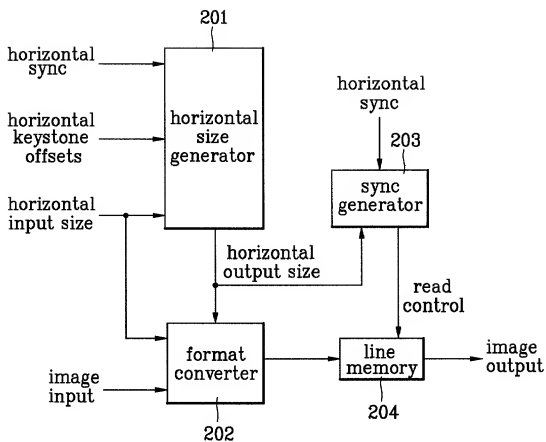 201
horizontal
sync
horizontal
keystone
offsets
horizontal
input size
horizontal
size
generator
horizontal
sync
203
sync
generator
horizontal
output size
read
control
format
converter
image
input
202
line
memory
204
image
output